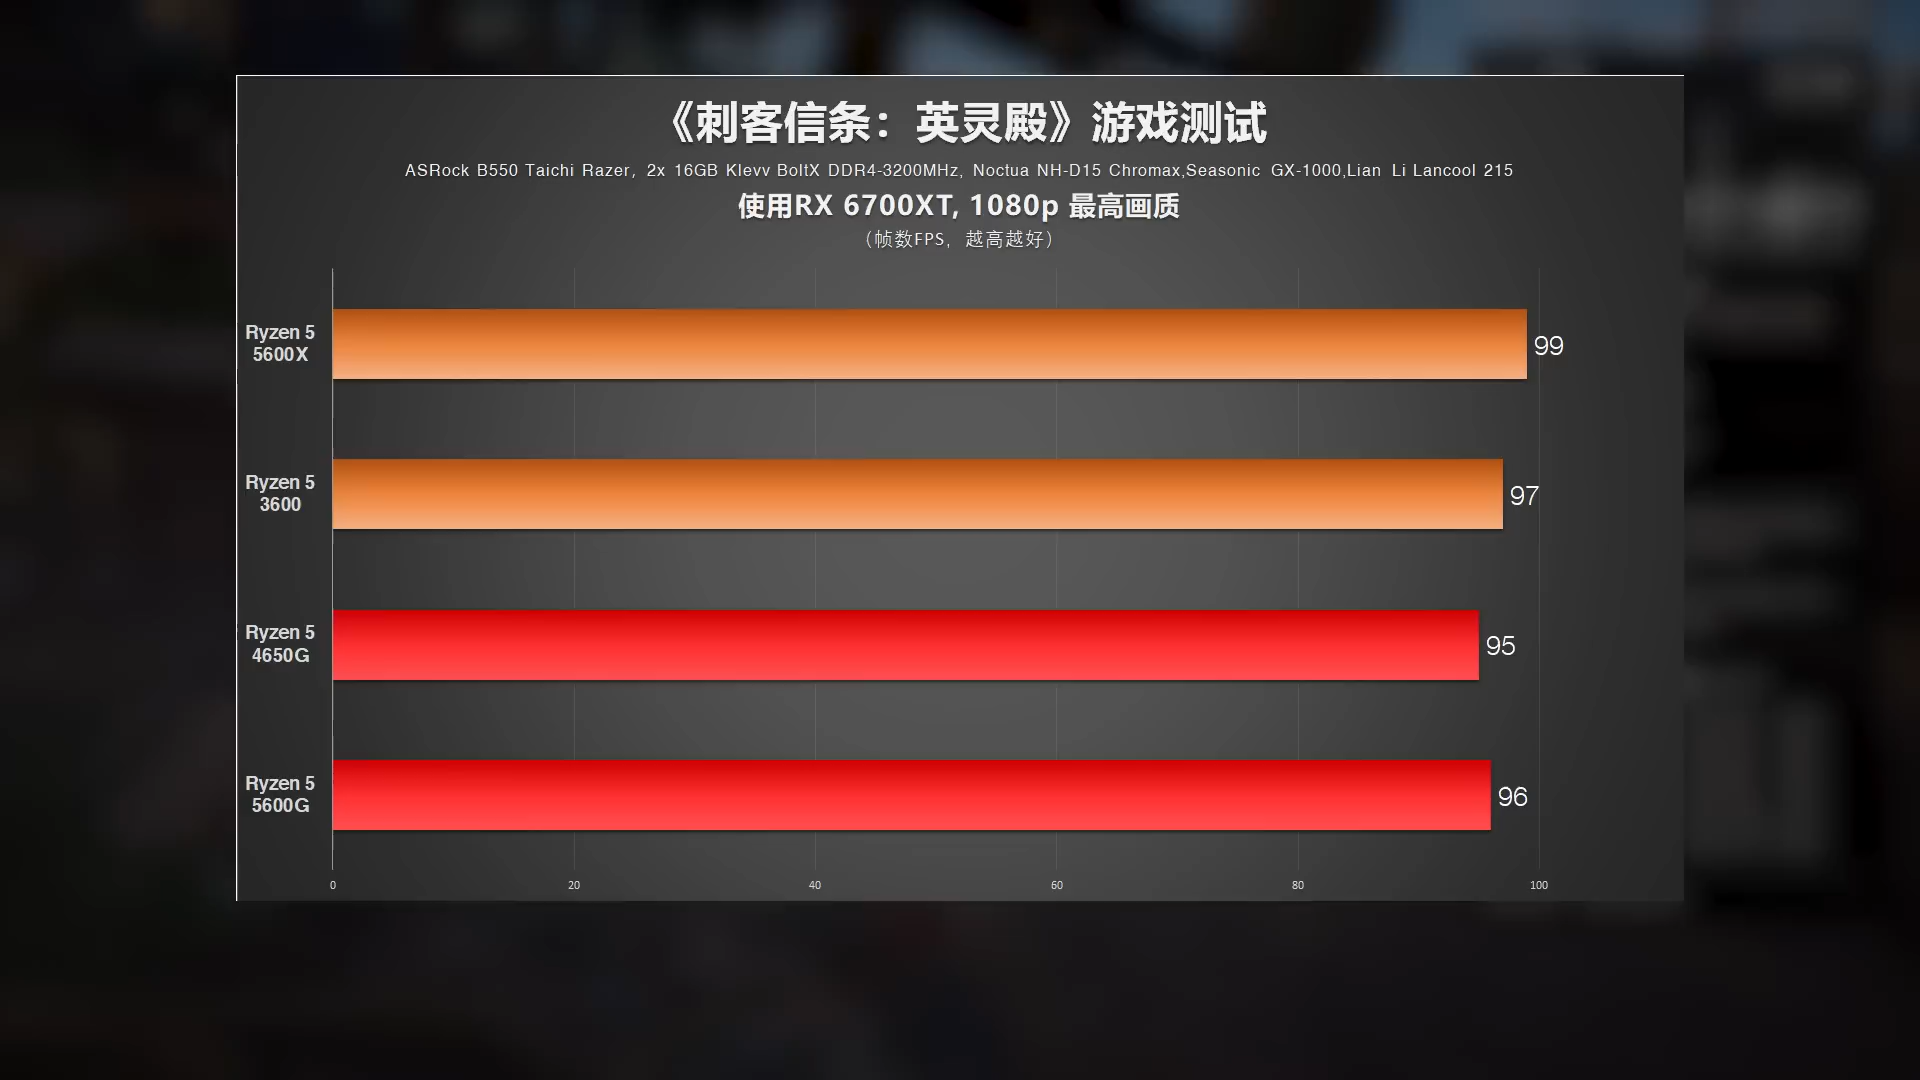 《刺客信条：英灵殿》游戏测试
ASRock B550 Taichi Razer，2x 16GB Klevv BoltX DDR4-3200MHz, Noctua NH-D15 Chromax,Seasonic GX-1000,Lian Li Lancool 215
使用RX 6700XT, 1080p 最高画质
（帧数FPS，越高越好）
Ryzen 5
5600X
99
Ryzen 5
3600
97
Ryzen 5
4650G
95
Ryzen 5
5600G
96
0 20 40 60 80 100